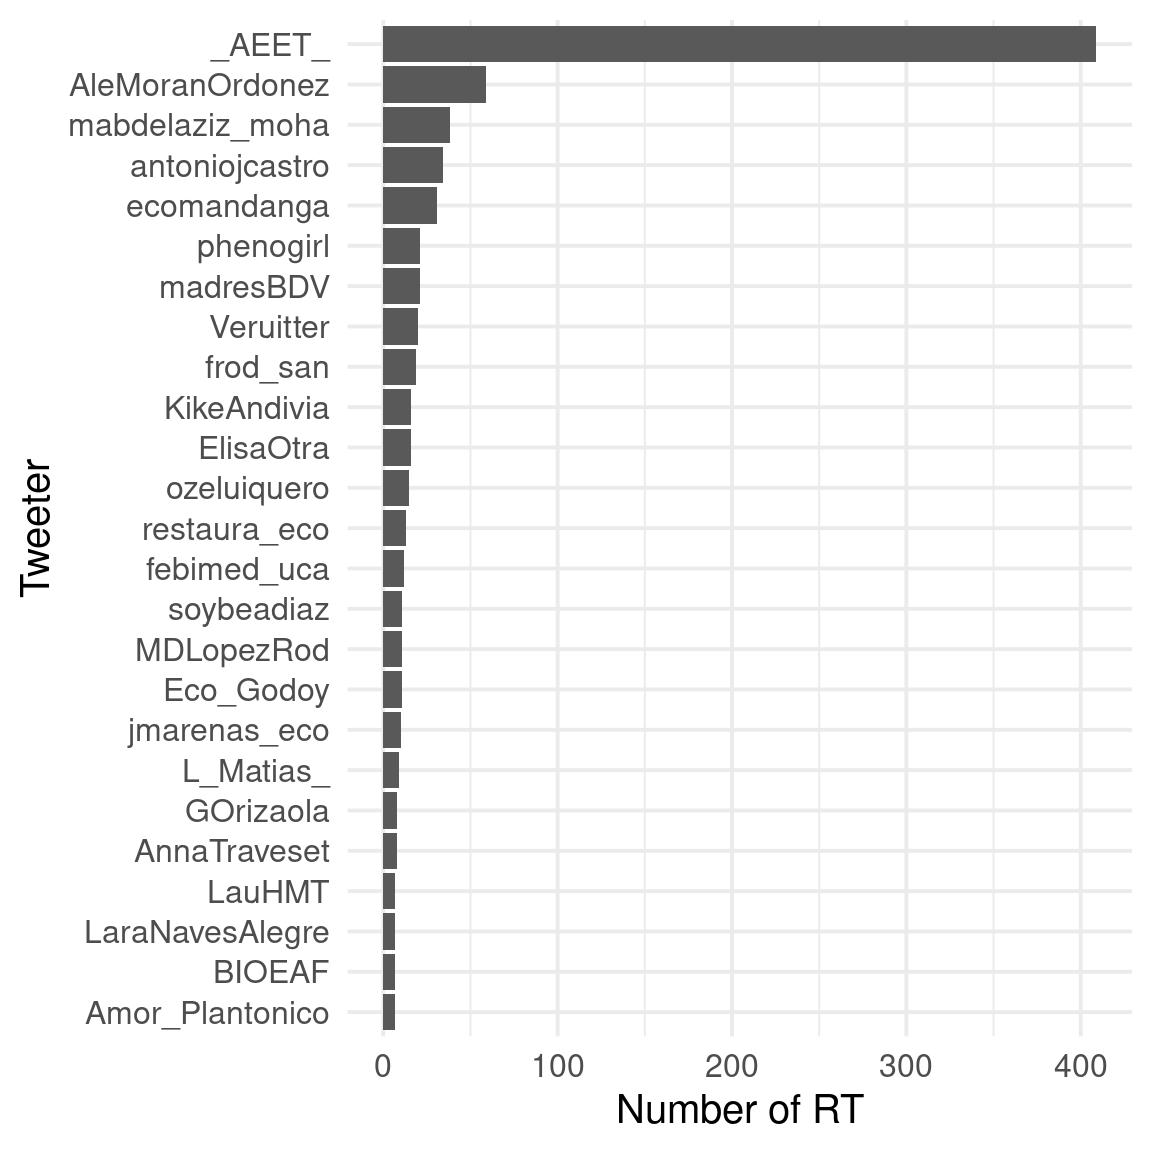 _AEET_
AleMoranOrdonez
mabdelaziz_moha
antoniojcastro
ecomandanga
phenogirl
madresBDV
Veruitter
frod_san
KikeAndivia
ElisaOtra
ozeluiquero
restaura_eco
febimed_uca
soybeadiaz
MDLopezRod
Eco_Godoy
jmarenas_eco
L_Matias_
GOrizaola
AnnaTraveset
LauHMT
LaraNavesAlegre
BIOEAF
Amor_Plantonico
Tweeter
0 100 200 300 400
Number of RT